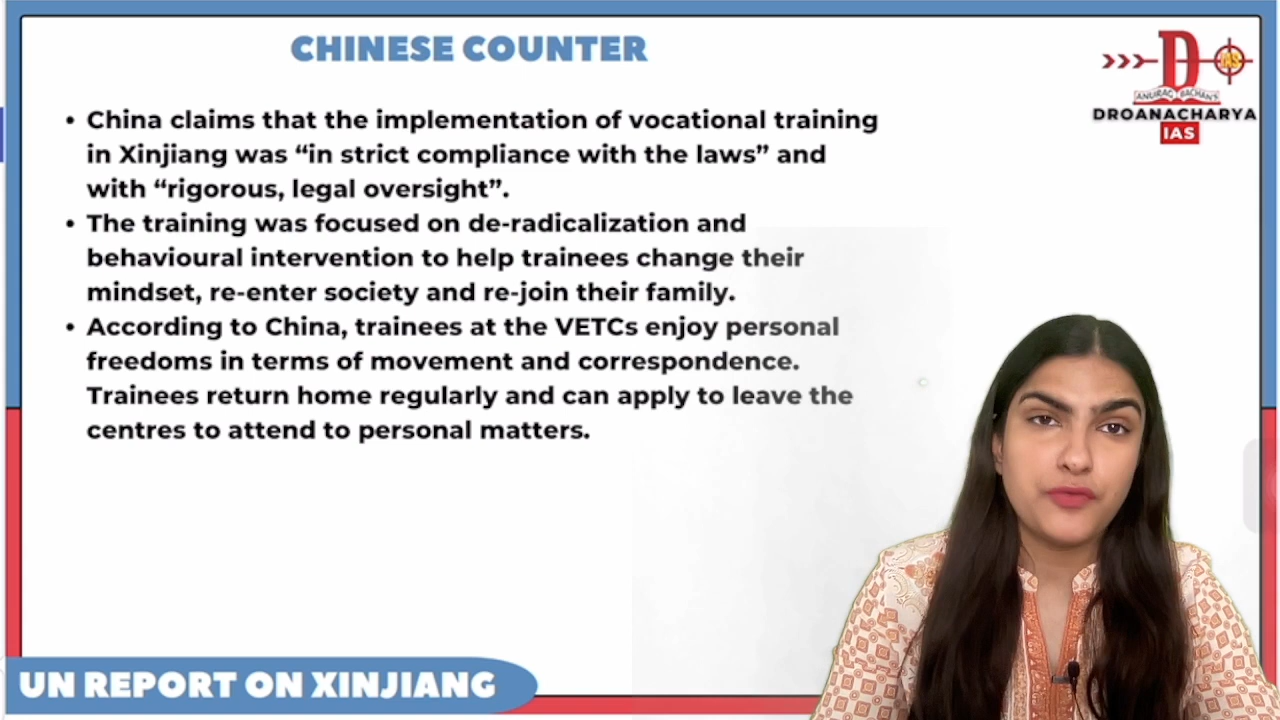 CHINESE COUNTER
• China claims that the implementation of vocational training
in Xinjiang was “in strict compliance with the laws” and
with “rigorous, legal oversight”.
• The training was focused on de-radicalization and
behavioural intervention to help trainees change their
mindset, re-enter society and re-join their family.
• According to China, trainees at the VETCs enjoy personal
freedoms in terms of movement and correspondence.
Trainees return home regularly and can apply to leave the
centres to attend to personal matters.
D
IAS
ANURAG BACHAN'S
DROANACHARYA
IAS
UN REPORT ON XINJIANG